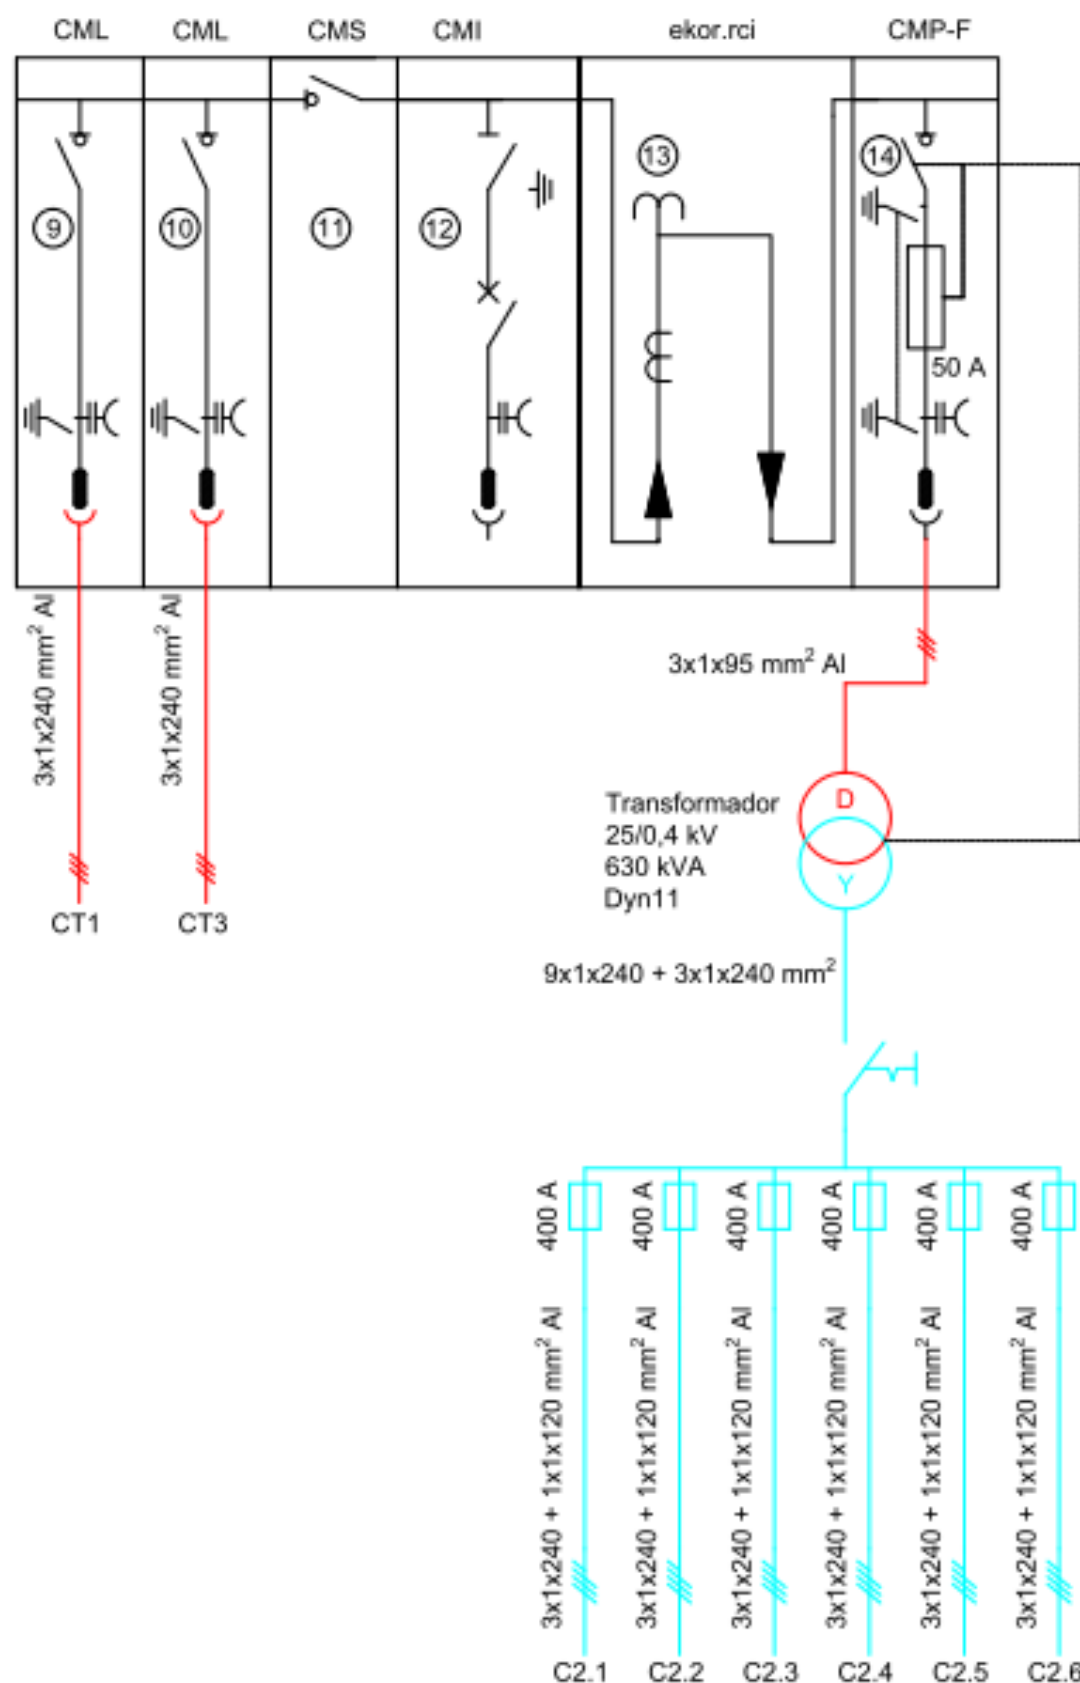 CML
CML
CMS
CMI
ekor.rci
CMP-F
9
10
11
12
13
14
50 A
3x1x240 mm² Al
3x1x240 mm² Al
CT1
CT3
3x1x95 mm² Al
D
Y
Transformador
25/0,4 kV
630 kVA
Dyn11
9x1x240 + 3x1x240 mm²
400 A
400 A
400 A
400 A
400 A
400 A
3x1x240 + 1x1x120 mm² Al
3x1x240 + 1x1x120 mm² Al
3x1x240 + 1x1x120 mm² Al
3x1x240 + 1x1x120 mm² Al
3x1x240 + 1x1x120 mm² Al
3x1x240 + 1x1x120 mm² Al
C2.1
C2.2
C2.3
C2.4
C2.5
C2.6